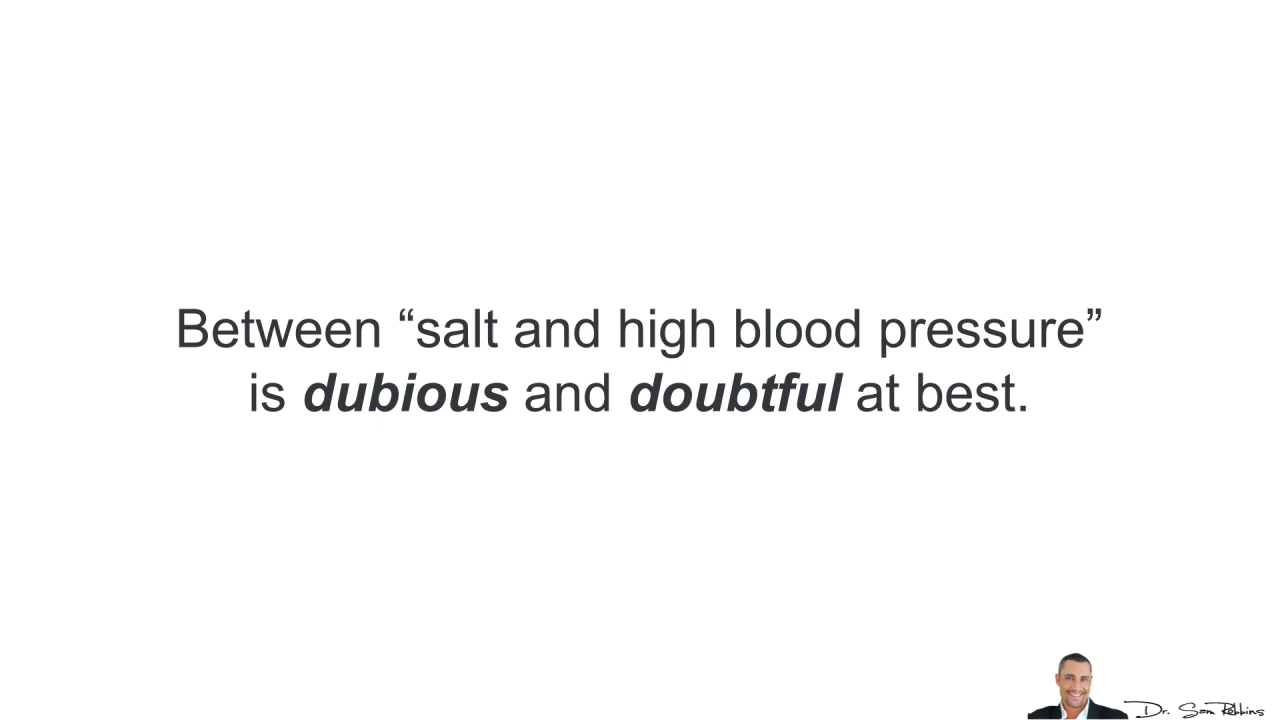 Between “salt and high blood pressure”
is dubious and doubtful at best.
Dr. Sam Robbins